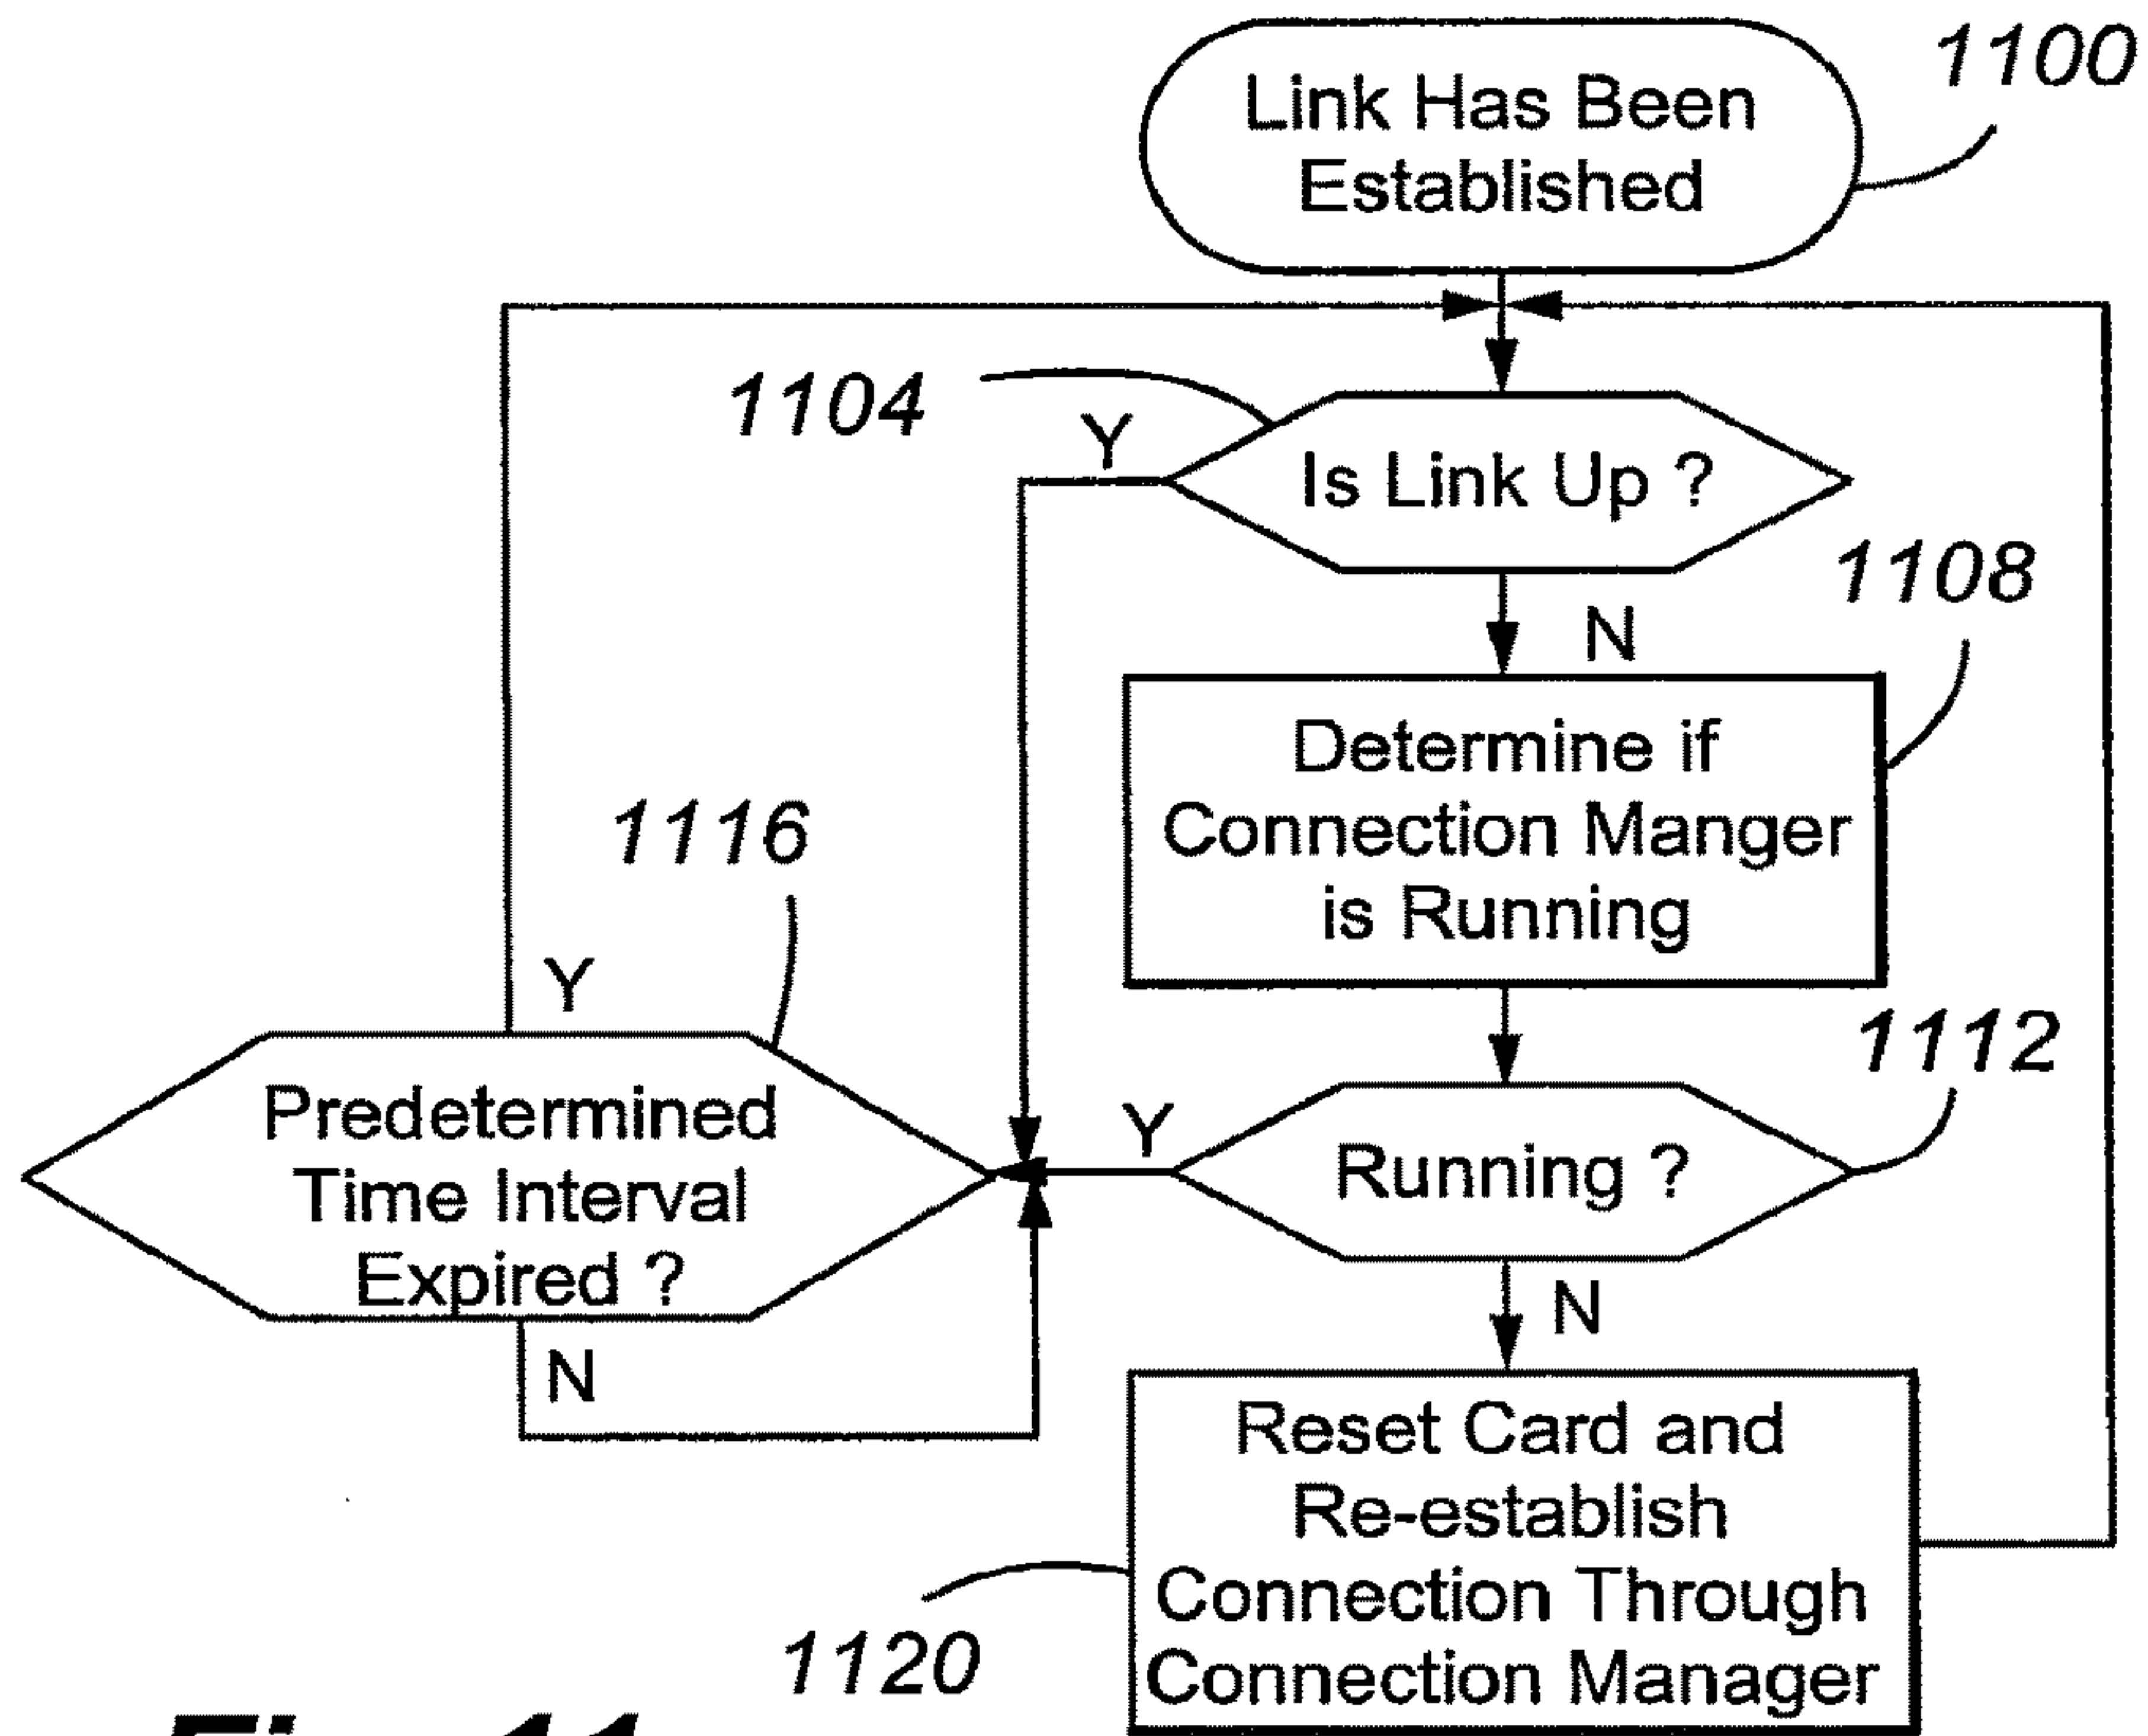 Link Has Been
Established
1100
1104
Y
Is Link Up ?
1108
N
Determine if
Connection Manger
is Running
1116
Y
Predetermined
Time Interval
Expired ?
N
Y
Running ?
1112
N
Reset Card and
Re-establish
Connection Through
Connection Manager
1120